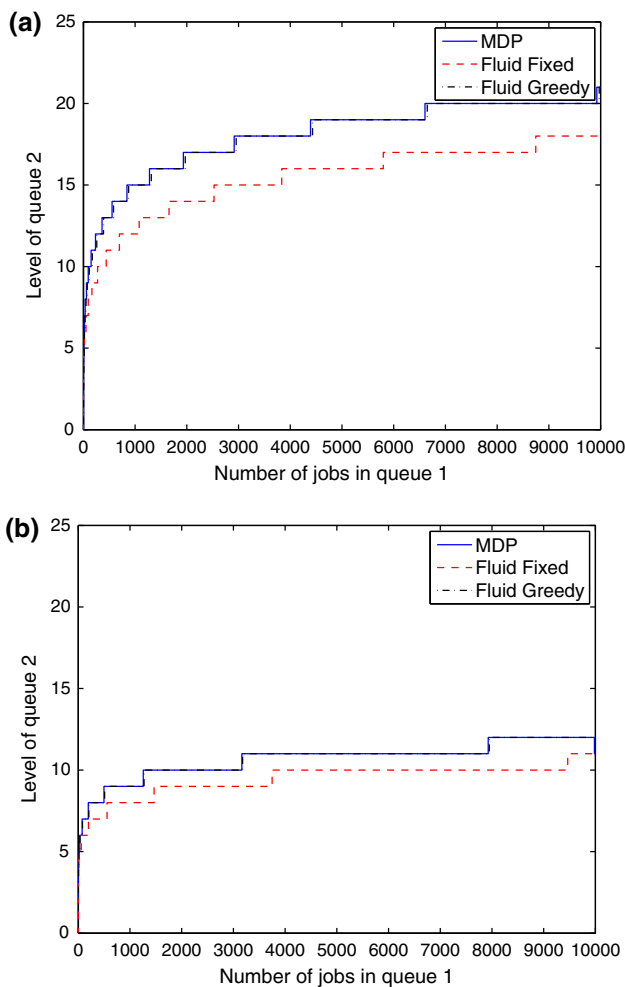 (a)
25
20
15
10
5
0
Level of queue 2
MDP
Fluid Fixed
Fluid Greedy
0 1000 2000 3000 4000 5000 6000 7000 8000 9000 10000
Number of jobs in queue 1
(b)
25
20
15
10
5
0
Level of queue 2
MDP
Fluid Fixed
Fluid Greedy
0 1000 2000 3000 4000 5000 6000 7000 8000 9000 10000
Number of jobs in queue 1